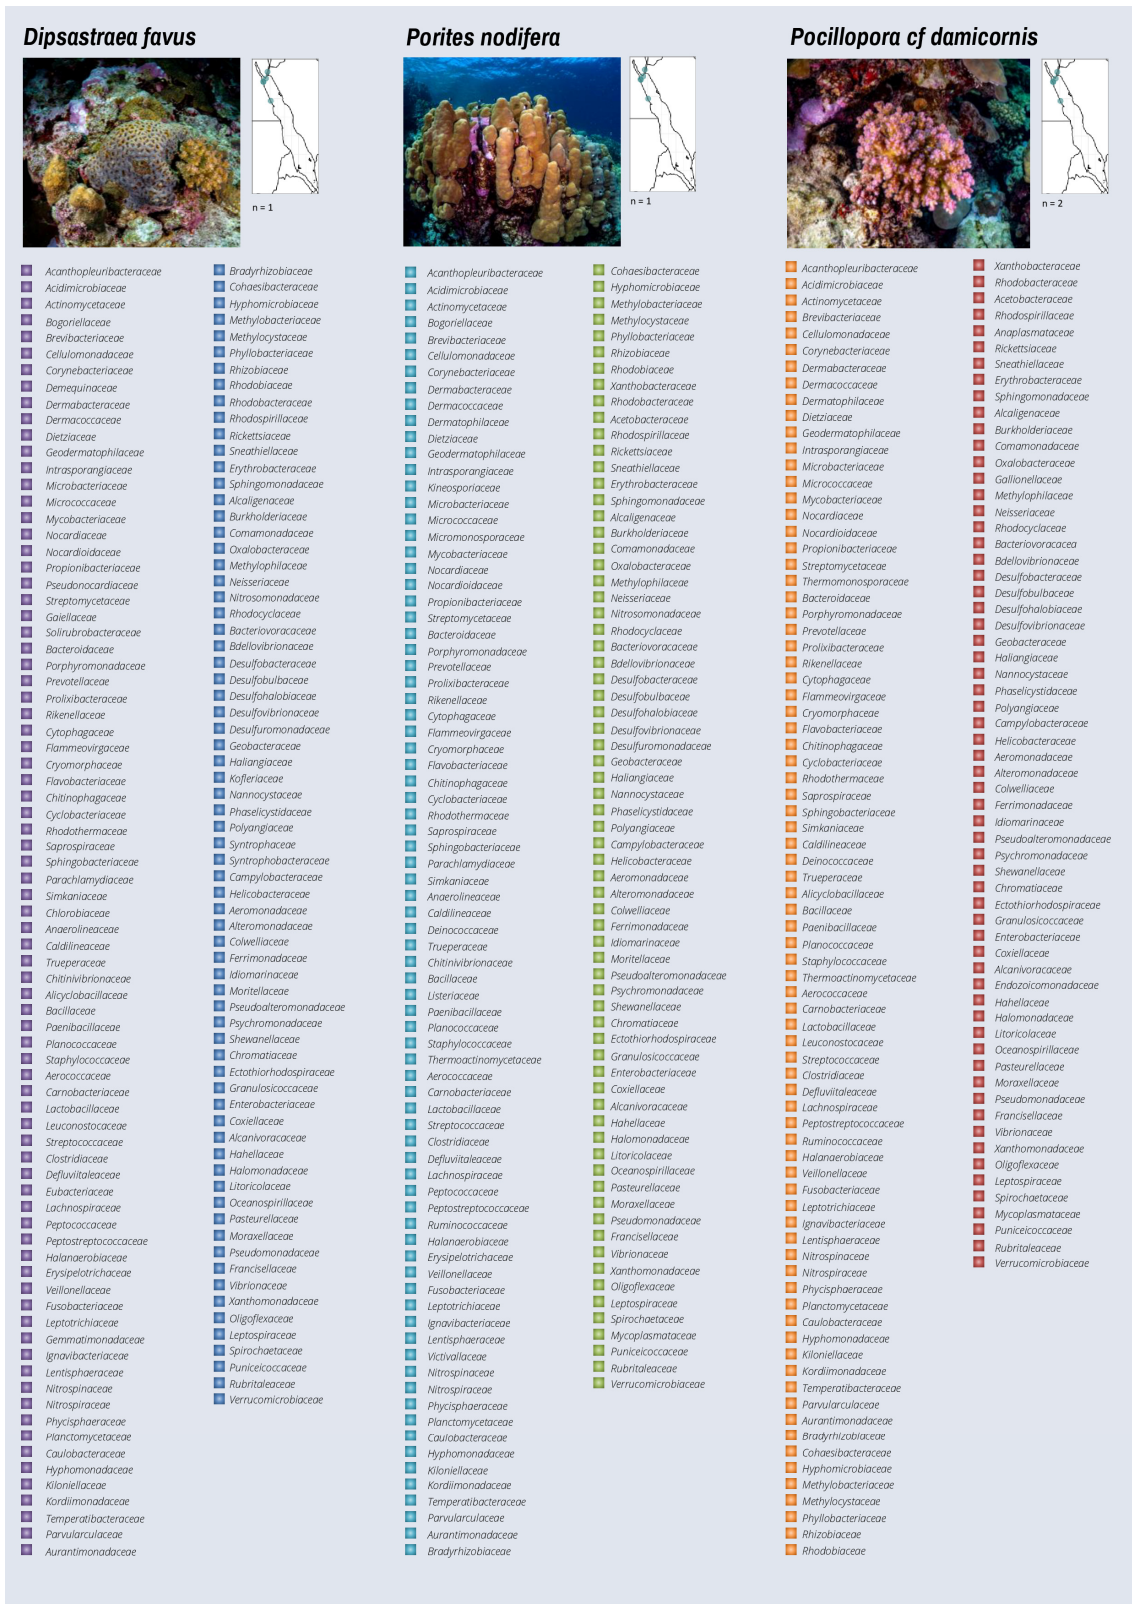 Dipsastraea favus
n = 1
Acanthopleuribacteraceae
Acidimicrobiaceae
Actinomycetaceae
Bogoriellaceae
Brevibacteriaceae
Cellulomonadaceae
Corynebacteriaceae
Demequinaceae
Dermabacteraceae
Dermacoccaceae
Dietziaceae
Geodermatophilaceae
Intrasporangiaceae
Microbacteriaceae
Micrococcaceae
Mycobacteriaceae
Nocardiaceae
Nocardioidaceae
Propionibacteriaceae
Pseudonocardiaceae
Streptomycetaceae
Gaiellaceae
Solirubrobacteraceae
Bacteroidaceae
Porphyromonadaceae
Prevotellaceae
Prolixibacteraceae
Rikenellaceae
Cytophagaceae
Flammeovirgaceae
Cryomorphaceae
Flavobacteriaceae
Chitinophagaceae
Cyclobacteriaceae
Rhodothermaceae
Saprospiraceae
Sphingobacteriaceae
Parachlamydiaceae
Simkaniaceae
Chlorobiaceae
Anaerolineaceae
Caldilineaceae
Trueperaceae
Chitinivibrionaceae
Alicyclobacillaceae
Bacillaceae
Paenibacillaceae
Planococcaceae
Staphylococcaceae
Aerococcaceae
Carnobacteriaceae
Lactobacillaceae
Leuconostocaceae
Streptococcaceae
Clostridiaceae
Defluviitaleaceae
Eubacteriaceae
Lachnospiraceae
Peptococcaceae
Peptostreptococcaceae
Halanaerobiaceae
Erysipelotrichaceae
Veillonellaceae
Fusobacteriaceae
Leptotrichiaceae
Gemmatimonadaceae
Ignavibacteriaceae
Lentisphaeraceae
Nitrospinaceae
Nitrospiraceae
Phycisphaeraceae
Planctomycetaceae
Caulobacteraceae
Hyphomonadaceae
Kiloniellaceae
Kordiimonadaceae
Temperatibacteraceae
Parvularculaceae
Aurantimonadaceae
Bradyrhizobiaceae
Cohaesibacteraceae
Hyphomicrobiaceae
Methylobacteriaceae
Methylocystaceae
Phyllobacteriaceae
Rhizobiaceae
Rhodobiaceae
Rhodobacteraceae
Rhodospirillaceae
Rickettsiaceae
Sneathiellaceae
Erythrobacteraceae
Sphingomonadaceae
Alcaligenaceae
Burkholderiaceae
Comamonadaceae
Oxalobacteraceae
Methylophilaceae
Neisseriaceae
Nitrosomonadaceae
Rhodocyclaceae
Bacteriovoracaceae
Bdellovibrionaceae
Desulfobacteraceae
Desulfobulbaceae
Desulfohalobiaceae
Desulfovibrionaceae
Desulfuromonadaceae
Geobacteraceae
Haliangiaceae
Kofleriaceae
Nannocystaceae
Phaselicystidaceae
Polyangiaceae
Syntrophaceae
Syntrophobacteraceae
Campylobacteraceae
Helicobacteraceae
Aeromonadaceae
Alteromonadaceae
Colwelliaceae
Ferrimonadaceae
Idiomarinaceae
Moritellaceae
Pseudoalteromonadaceae
Psychromonadaceae
Shewanellaceae
Chromatiaceae
Ectothiorhodospiraceae
Granulosicoccaceae
Enterobacteriaceae
Coxiellaceae
Alcanivoracaceae
Hahellaceae
Halomonadaceae
Litoricolaceae
Oceanospirillaceae
Pasteurellaceae
Moraxellaceae
Pseudomonadaceae
Francisellaceae
Vibrionaceae
Xanthomonadaceae
Oligoflexaceae
Leptospiraceae
Spirochaetaceae
Puniceicoccaceae
Rubritaleaceae
Verrucomicrobiaceae
Porites nodifera
n = 1
Acanthopleuribacteraceae
Acidimicrobiaceae
Actinomycetaceae
Bogoriellaceae
Brevibacteriaceae
Cellulomonadaceae
Corynebacteriaceae
Dermabacteraceae
Dermacoccaceae
Dermatophilaceae
Dietziaceae
Geodermatophilaceae
Intrasporangiaceae
Kineosporiaceae
Microbacteriaceae
Micrococcaceae
Micromonosporaceae
Mycobacteriaceae
Nocardiaceae
Nocardioidaceae
Propionibacteriaceae
Streptomycetaceae
Bacteroidaceae
Porphyromonadaceae
Prevotellaceae
Prolixibacteraceae
Rikenellaceae
Cytophagaceae
Flammeovirgaceae
Cryomorphaceae
Flavobacteriaceae
Chitinophagaceae
Cyclobacteriaceae
Rhodothermaceae
Saprospiraceae
Sphingobacteriaceae
Parachlamydiaceae
Simkaniaceae
Anaerolineaceae
Caldilineaceae
Deinococcaceae
Trueperaceae
Chitinivibrionaceae
Bacillaceae
Listeriaceae
Paenibacillaceae
Planococcaceae
Staphylococcaceae
Thermoactinomycetaceae
Aerococcaceae
Carnobacteriaceae
Lactobacillaceae
Streptococcaceae
Clostridiaceae
Defluviitaleaceae
Lachnospiraceae
Peptococcaceae
Peptostreptococcaceae
Ruminococcaceae
Halanaerobiaceae
Erysipelotrichaceae
Veillonellaceae
Fusobacteriaceae
Leptotrichiaceae
Ignavibacteriaceae
Lentisphaeraceae
Victivallaceae
Nitrospinaceae
Nitrospiraceae
Phycisphaeraceae
Planctomycetaceae
Caulobacteraceae
Hyphomonadaceae
Kiloniellaceae
Kordiimonadaceae
Temperatibacteraceae
Parvularculaceae
Aurantimonadaceae
Bradyrhizobiaceae
Cohaesibacteraceae
Hyphomicrobiaceae
Methylobacteriaceae
Methylocystaceae
Phyllobacteriaceae
Rhizobiaceae
Rhodobiaceae
Xanthobacteraceae
Rhodobacteraceae
Acetobacteraceae
Rhodospirillaceae
Rickettsiaceae
Sneathiellaceae
Erythrobacteraceae
Sphingomonadaceae
Alcaligenaceae
Burkholderiaceae
Comamonadaceae
Oxalobacteraceae
Methylophilaceae
Neisseriaceae
Nitrosomonadaceae
Rhodocyclaceae
Bacteriovoracaceae
Bdellovibrionaceae
Desulfobacteraceae
Desulfobulbaceae
Desulfohalobiaceae
Desulfovibrionaceae
Desulfuromonadaceae
Geobacteraceae
Haliangiaceae
Nannocystaceae
Phaselicystidaceae
Polyangiaceae
Campylobacteraceae
Helicobacteraceae
Aeromonadaceae
Alteromonadaceae
Colwelliaceae
Ferrimonadaceae
Idiomarinaceae
Moritellaceae
Pseudoalteromonadaceae
Psychromonadaceae
Shewanellaceae
Chromatiaceae
Ectothiorhodospiraceae
Granulosicoccaceae
Enterobacteriaceae
Coxiellaceae
Alcanivoracaceae
Hahellaceae
Halomonadaceae
Litoricolaceae
Oceanospirillaceae
Pasteurellaceae
Moraxellaceae
Pseudomonadaceae
Francisellaceae
Vibrionaceae
Xanthomonadaceae
Oligoflexaceae
Leptospiraceae
Spirochaetaceae
Mycoplasmataceae
Puniceicoccaceae
Rubritaleaceae
Verrucomicrobiaceae
Pocillopora cf damicornis
n = 2
Acanthopleuribacteraceae
Acidimicrobiaceae
Actinomycetaceae
Brevibacteriaceae
Cellulomonadaceae
Corynebacteriaceae
Dermabacteraceae
Dermacoccaceae
Dermatophilaceae
Dietziaceae
Geodermatophilaceae
Intrasporangiaceae
Microbacteriaceae
Micrococcaceae
Mycobacteriaceae
Nocardiaceae
Nocardioidaceae
Propionibacteriaceae
Streptomycetaceae
Thermomonosporaceae
Bacteroidaceae
Porphyromonadaceae
Prevotellaceae
Prolixibacteraceae
Rikenellaceae
Cytophagaceae
Flammeovirgaceae
Cryomorphaceae
Flavobacteriaceae
Chitinophagaceae
Cyclobacteriaceae
Rhodothermaceae
Saprospiraceae
Sphingobacteriaceae
Simkaniaceae
Caldilineaceae
Deinococcaceae
Trueperaceae
Alicyclobacillaceae
Bacillaceae
Paenibacillaceae
Planococcaceae
Staphylococcaceae
Thermoactinomycetaceae
Aerococcaceae
Carnobacteriaceae
Lactobacillaceae
Leuconostocaceae
Streptococcaceae
Clostridiaceae
Defluviitaleaceae
Lachnospiraceae
Peptostreptococcaceae
Ruminococcaceae
Halanaerobiaceae
Veillonellaceae
Fusobacteriaceae
Leptotrichiaceae
Ignavibacteriaceae
Lentisphaeraceae
Nitrospinaceae
Nitrospiraceae
Phycisphaeraceae
Planctomycetaceae
Caulobacteraceae
Hyphomonadaceae
Kiloniellaceae
Kordiimonadaceae
Temperatibacteraceae
Parvularculaceae
Aurantimonadaceae
Bradyrhizobiaceae
Cohaesibacteraceae
Hyphomicrobiaceae
Methylobacteriaceae
Methylocystaceae
Phyllobacteriaceae
Rhizobiaceae
Rhodobiaceae
Xanthobacteraceae
Rhodobacteraceae
Acetobacteraceae
Rhodospirillaceae
Anaplasmataceae
Rickettsiaceae
Sneathiellaceae
Erythrobacteraceae
Sphingomonadaceae
Alcaligenaceae
Burkholderiaceae
Comamonadaceae
Oxalobacteraceae
Gallionellaceae
Methylophilaceae
Neisseriaceae
Rhodocyclaceae
Bacteriovoracacea
Bdellovibrionaceae
Desulfobacteraceae
Desulfobulbaceae
Desulfohalobiaceae
Desulfovibrionaceae
Geobacteraceae
Haliangiaceae
Nannocystaceae
Phaselicystidaceae
Polyangiaceae
Campylobacteraceae
Helicobacteraceae
Aeromonadaceae
Alteromonadaceae
Colwelliaceae
Ferrimonadaceae
Idiomarinaceae
Pseudoalteromonadaceae
Psychromonadaceae
Shewanellaceae
Chromatiaceae
Ectothiorhodospiraceae
Granulosicoccaceae
Enterobacteriaceae
Coxiellaceae
Alcanivoracaceae
Endozoicomonadaceae
Hahellaceae
Halomonadaceae
Litoricolaceae
Oceanospirillaceae
Pasteurellaceae
Moraxellaceae
Pseudomonadaceae
Francisellaceae
Vibrionaceae
Xanthomonadaceae
Oligoflexaceae
Leptospiraceae
Spirochaetaceae
Mycoplasmataceae
Puniceicoccaceae
Rubritaleaceae
Verrucomicrobiaceae